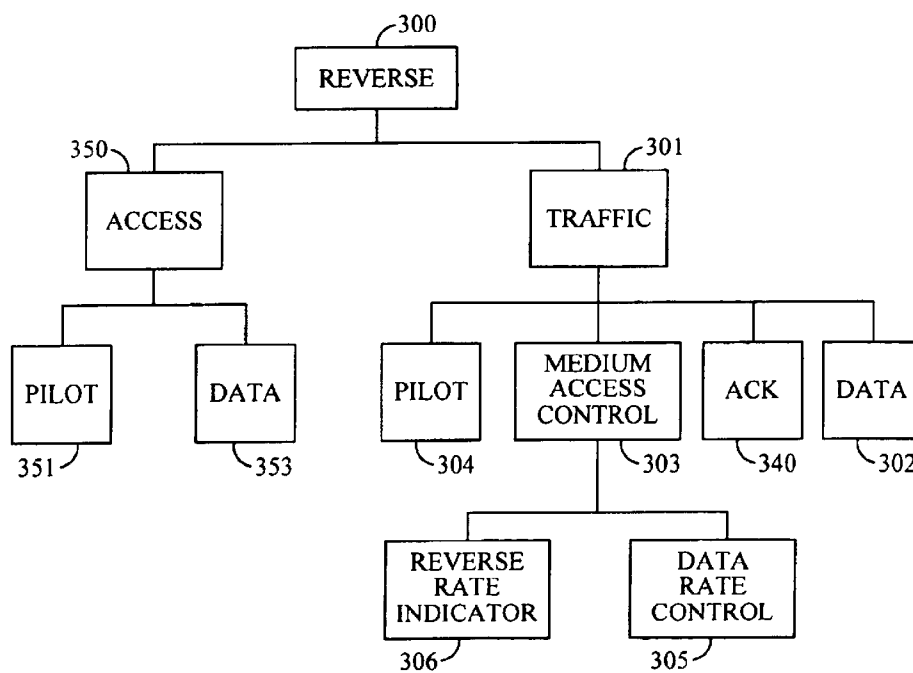 300
REVERSE
350
ACCESS
301
TRAFFIC
PILOT
351
DATA
353
PILOT
304
MEDIUM
ACCESS
CONTROL
303
ACK
340
DATA
302
REVERSE
RATE
INDICATOR
306
DATA
RATE
CONTROL
305